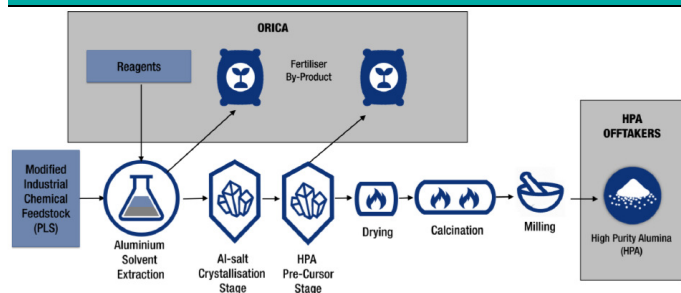 ORICA
Reagents
Fertiliser
By-Product
HPA
OFFTAKERS
Modified
Industrial
Chemical
Feedstock
(PLS)
Aluminium
Solvent
Extraction
Al-salt
Crystallisation
Stage
HPA
Pre-Cursor
Stage
Drying
Calcination
Milling
High Purity Alumina
(HPA)